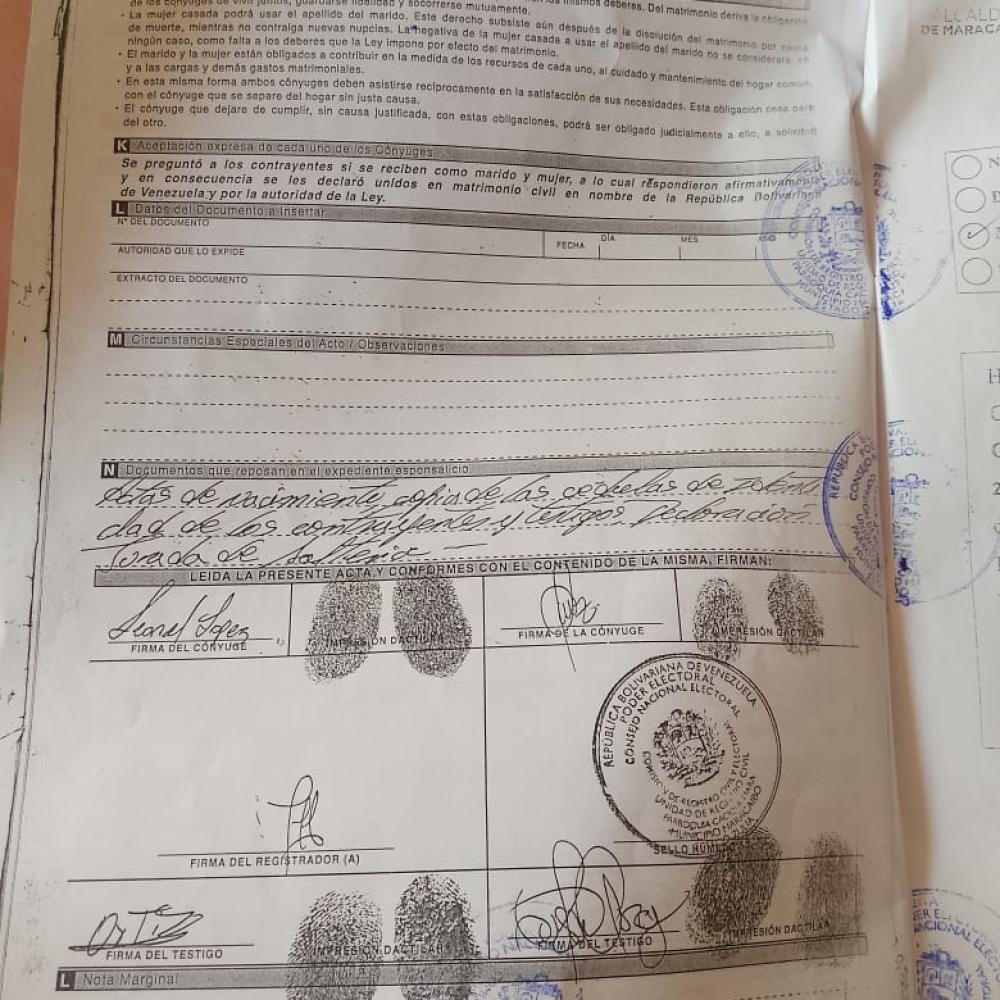 de los cónyuges de vivir juntos, guardarse fidelidad y socorrerse mutuamente.
mismos deberes. Del matrimonio deriva la obligación
• La mujer casada podrá usar el apellido del marido. Este derecho subsiste aún después de la disolución del matrimonio por causa
de muerte, mientras no contraiga nuevas nupcias. La negativa de la mujer casada a usar el apellido del marido no se considerará, en
ningún caso, como falta a los deberes que la Ley impone por efecto del matrimonio.
• El marido y la mujer están obligados a contribuir en la medida de los recursos de cada uno, al cuidado y mantenimiento del hogar común,
y a las cargas y demás gastos matrimoniales.
• En esta misma forma ambos cónyuges deben asistirse recíprocamente en la satisfacción de sus necesidades. Esta obligación cesa para
con el cónyuge que se separe del hogar sin justa causa.
• El cónyuge que dejare de cumplir, sin causa justificada, con estas obligaciones, podrá ser obligado judicialmente a ello, a solicitud
del otro.
K Aceptación expresa de cada uno de los Cónyuges
Se preguntó a los contrayentes si se reciben como marido y mujer, a lo cual respondieron afirmativamente
y en consecuencia se les declaró unidos en matrimonio civil en nombre de la República Bolivariana
de Venezuela y por la autoridad de la Ley.
L Datos del Documento a Insertar
N° DEL DOCUMENTO
FECHA DÍA MES AÑO
AUTORIDAD QUE LO EXPIDE
EXTRACTO DEL DOCUMENTO
M Circunstancias Especiales del Acto / Observaciones
N Documentos que reposan en el expediente esponsalicio
Actas de nacimiento, copia de las cedulas de identi
dad de los contrayentes y testigos Declaracion
Jurada de Solteria —
LEIDA LA PRESENTE ACTA Y CONFORMES CON EL CONTENIDO DE LA MISMA, FIRMAN:
Leonel Lopez
FIRMA DEL CÓNYUGE
IMPRESIÓN DACTILAR
FIRMA DE LA CÓNYUGE
IMPRESIÓN DACTILAR
REPÚBLICA BOLIVARIANA DE VENEZUELA
PODER ELECTORAL
CONSEJO NACIONAL ELECTORAL
COMISIÓN DE REGISTRO CIVIL Y ELECTORAL
UNIDAD DE REGISTRO CIVIL
MUNICIPIO MARACAIBO
SELLO HÚMEDO
FIRMA DEL REGISTRADOR (A)
Ortiz
FIRMA DEL TESTIGO
IMPRESIÓN DACTILAR
FIRMA DEL TESTIGO
IMPRESIÓN DACTILAR
L Nota Marginal
ALCALD
DE MARACA